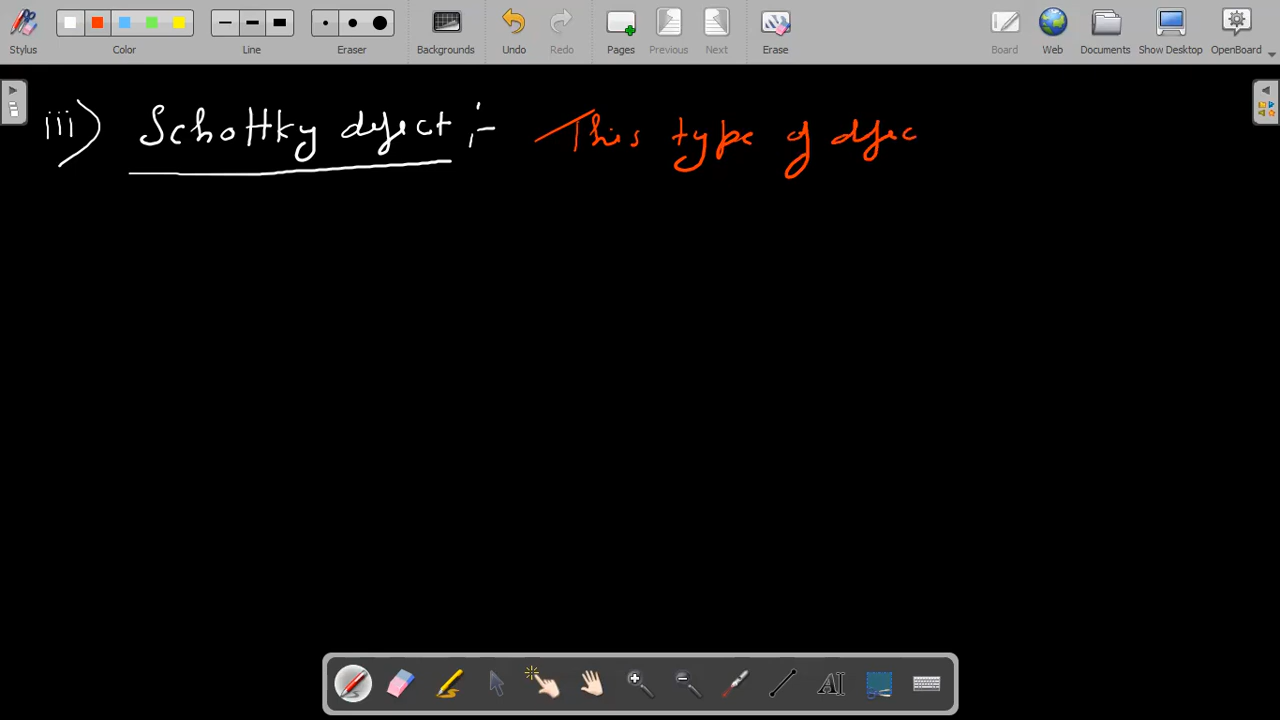 Stylus
Color
Line
Eraser
Backgrounds
Undo
Redo
Pages
Previous
Next
Erase
Board
Web
Documents
Show Desktop
OpenBoard
iii) Schottky defect :- This type of defec
AI